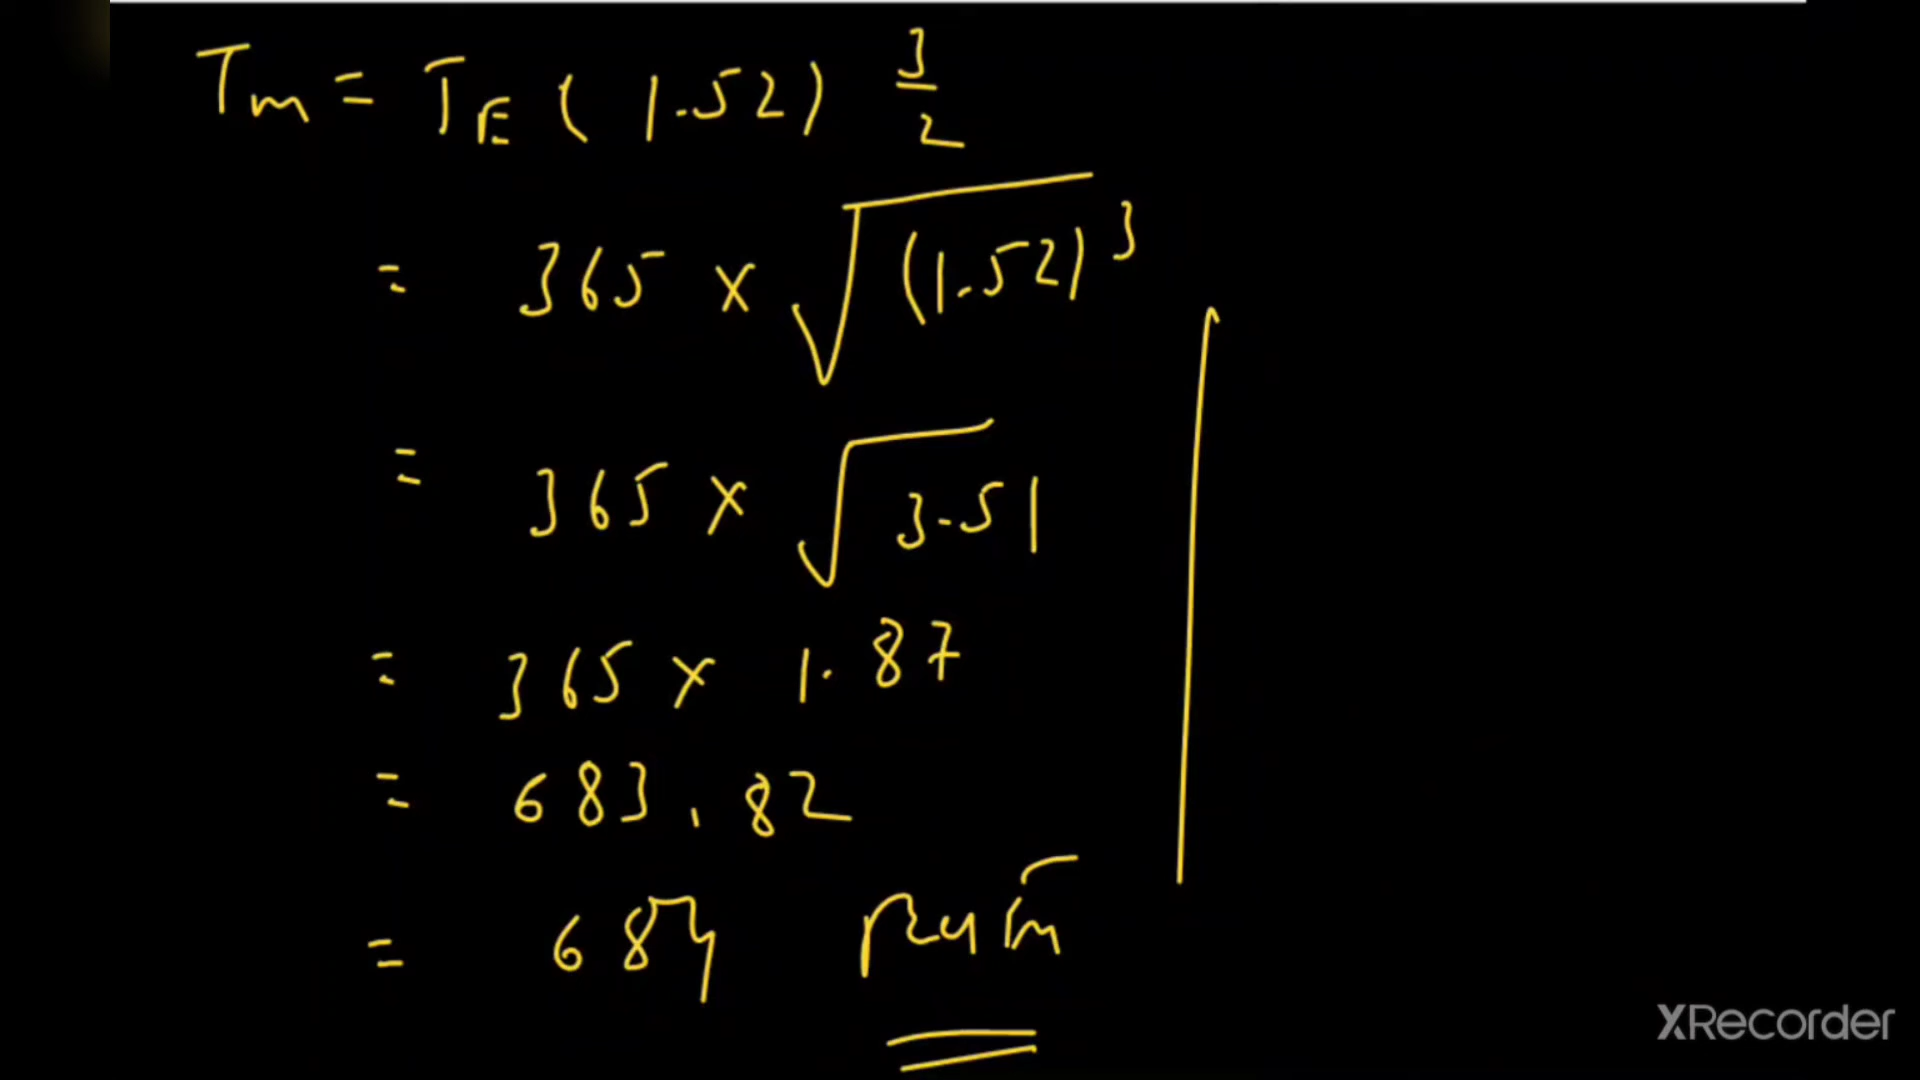 Tm = TE (1.52)^3/2
= 365 x √(1.52)^3
= 365 x √3.51
= 365 x 1.87
= 683.82
= 684
XRecorder